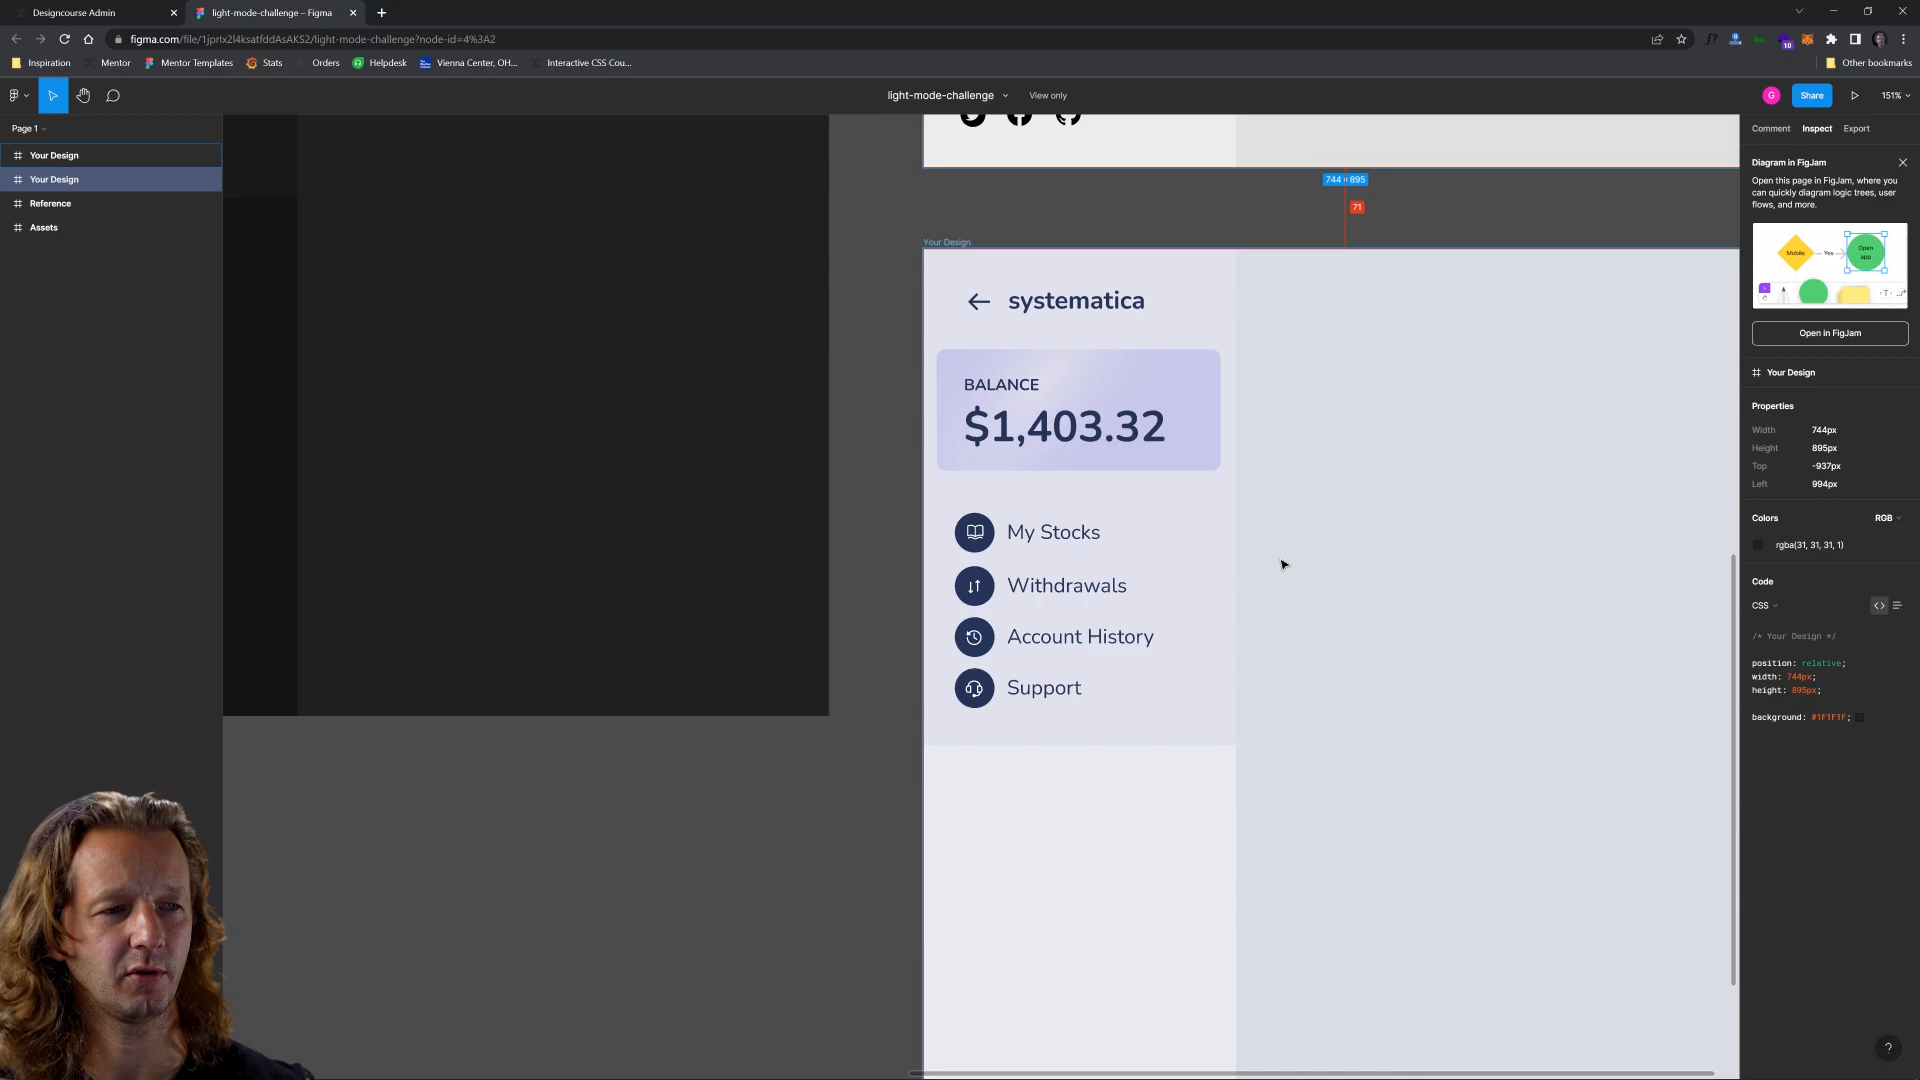 Designcourse Admin
light-mode-challenge – Figma
figma.com/file/1jprIx2l4ksatfddAsAKS2/light-mode-challenge?node-id=4%3A2
10
Inspiration
Mentor
Mentor Templates
Stats
Orders
Helpdesk
Vienna Center, OH...
Interactive CSS Cou...
Other bookmarks
light-mode-challenge
View only
G
Share
151%
Page 1
Your Design
Your Design
Reference
Assets
744 × 895
71
Your Design
systematica
BALANCE
$1,403.32
My Stocks
Withdrawals
Account History
Support
Comment
Inspect
Export
Diagram in FigJam
Open this page in FigJam, where you
can quickly diagram logic trees, user
flows, and more.
Mobile
Yes
Open
app
Open in FigJam
Your Design
Properties
Width 744px
Height 895px
Top -937px
Left 994px
Colors
RGB
rgba(31, 31, 31, 1)
Code
CSS
/* Your Design */
position: relative;
width: 744px;
height: 895px;
background: #1F1F1F;
?